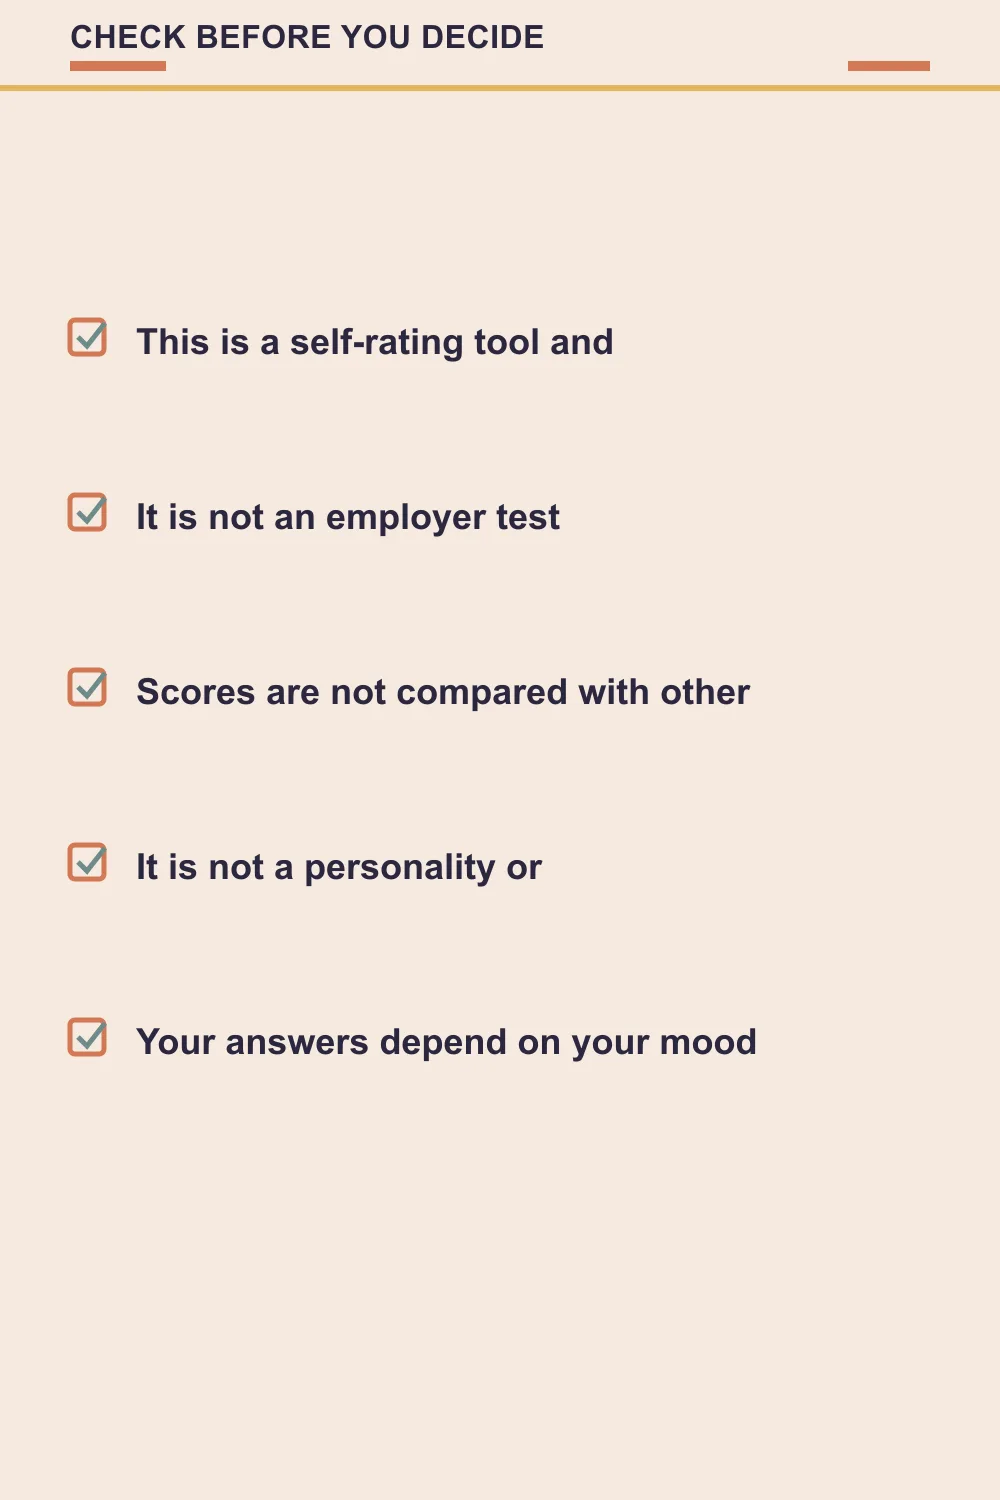 CHECK BEFORE YOU DECIDE
This is a self-rating tool and
It is not an employer test
Scores are not compared with other
It is not a personality or
Your answers depend on your mood